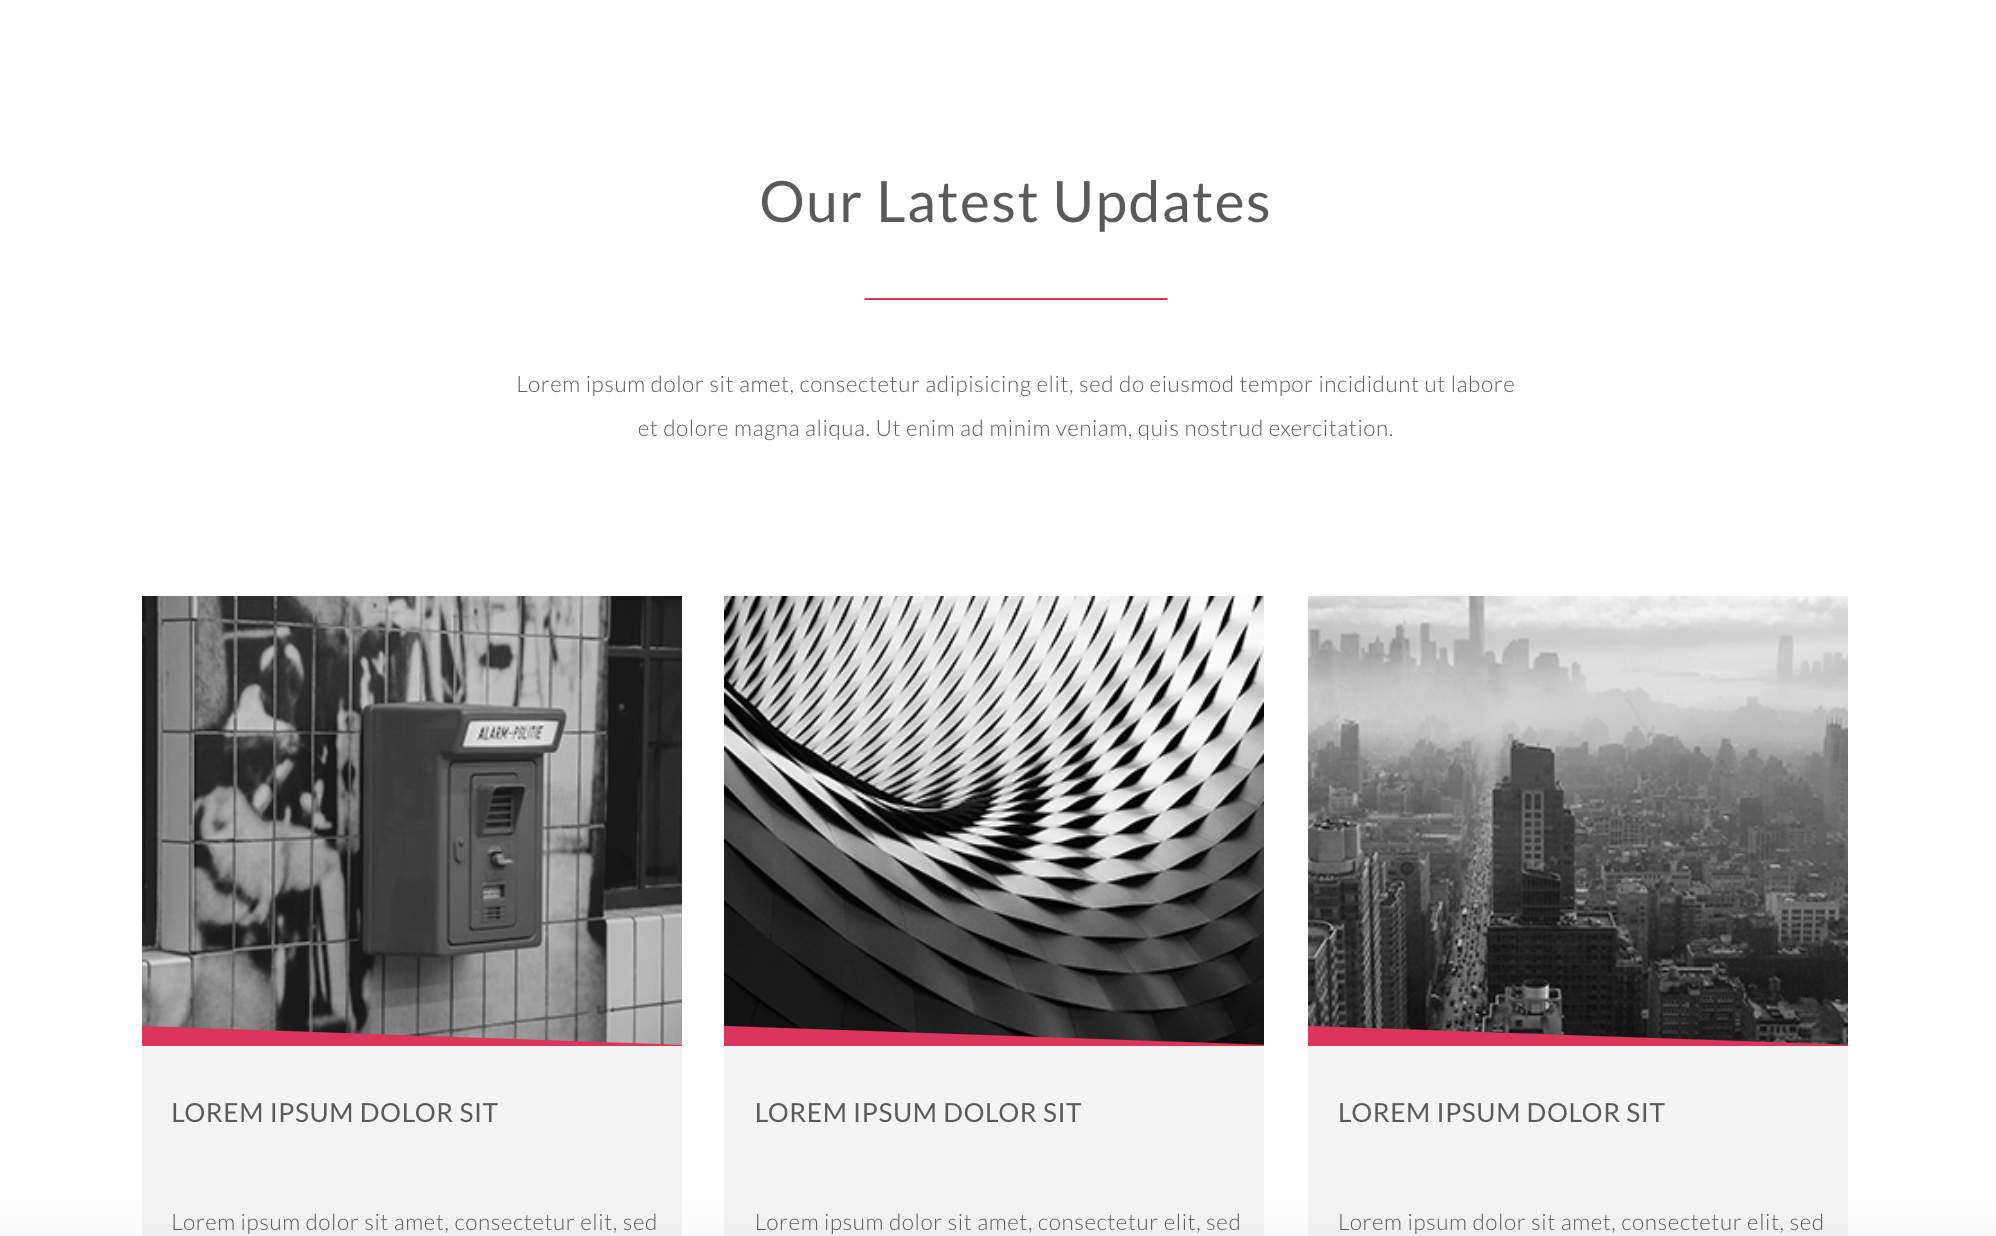 Our Latest Updates
Lorem ipsum dolor sit amet, consectetur adipisicing elit, sed do eiusmod tempor incididunt ut labore
et dolore magna aliqua. Ut enim ad minim veniam, quis nostrud exercitation.
ALARM-POLITIE
LOREM IPSUM DOLOR SIT
Lorem ipsum dolor sit amet, consectetur elit, sed
LOREM IPSUM DOLOR SIT
Lorem ipsum dolor sit amet, consectetur elit, sed
LOREM IPSUM DOLOR SIT
Lorem ipsum dolor sit amet, consectetur elit, sed